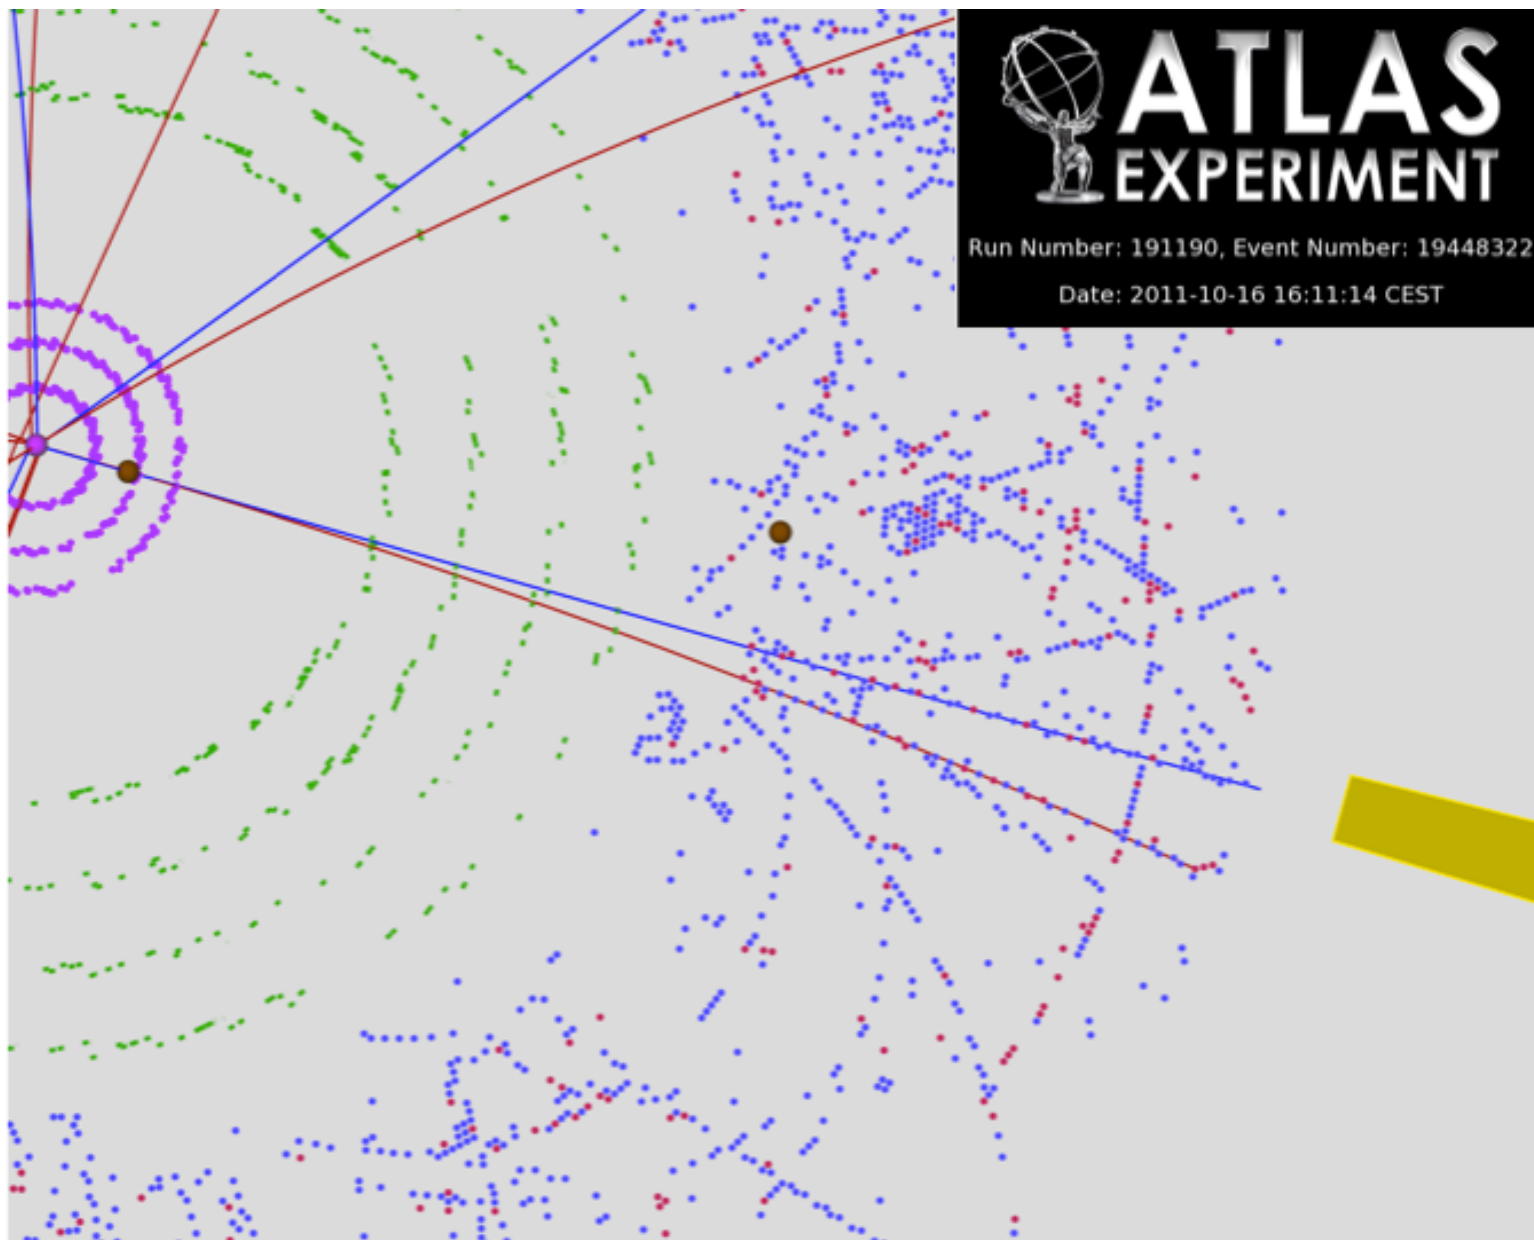 ATLAS
EXPERIMENT
Run Number: 191190, Event Number: 19448322
Date: 2011-10-16 16:11:14 CEST